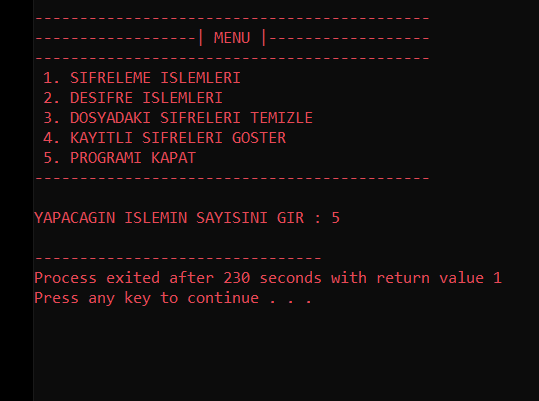 --------------------------------------------
------------------| MENU |------------------
--------------------------------------------
1. SIFRELEME ISLEMLERI
2. DESIFRE ISLEMLERI
3. DOSYADAKI SIFRELERI TEMIZLE
4. KAYITLI SIFRELERI GOSTER
5. PROGRAMI KAPAT
--------------------------------------------
YAPACAGIN ISLEMIN SAYISINI GIR : 5
--------------------------------
Process exited after 230 seconds with return value 1
Press any key to continue . . .